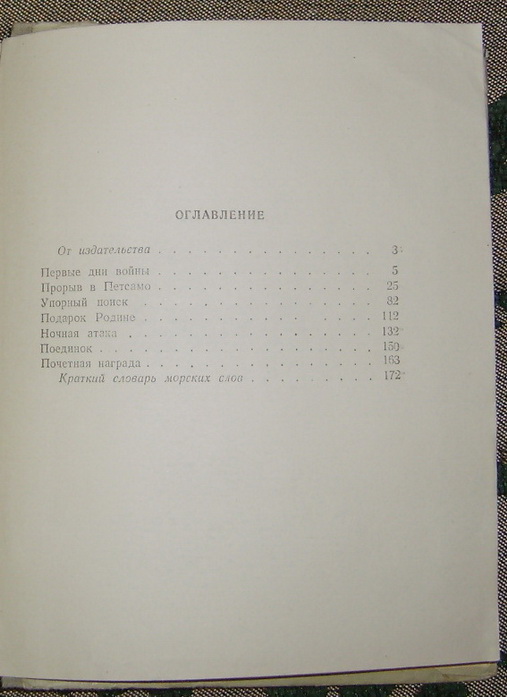 ОГЛАВЛЕНИЕ
От издательства . . . . . . . . . . . . . . . 3
Первые дни войны . . . . . . . . . . . . . . . 5
Прорыв в Петсамо . . . . . . . . . . . . . . . 25
Упорный поиск . . . . . . . . . . . . . . . 82
Подарок Родине . . . . . . . . . . . . . . . 112
Ночная атака . . . . . . . . . . . . . . . 132
Поединок . . . . . . . . . . . . . . . 150
Почетная награда . . . . . . . . . . . . . . . 163
Краткий словарь морских слов . . . . . . . . . 172